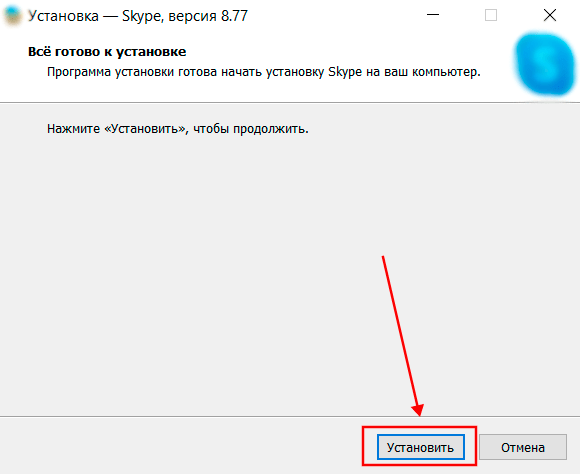 Установка — Skype, версия 8.77
Всё готово к установке
Программа установки готова начать установку Skype на ваш компьютер.
S
Нажмите «Установить», чтобы продолжить.
Установить
Отмена